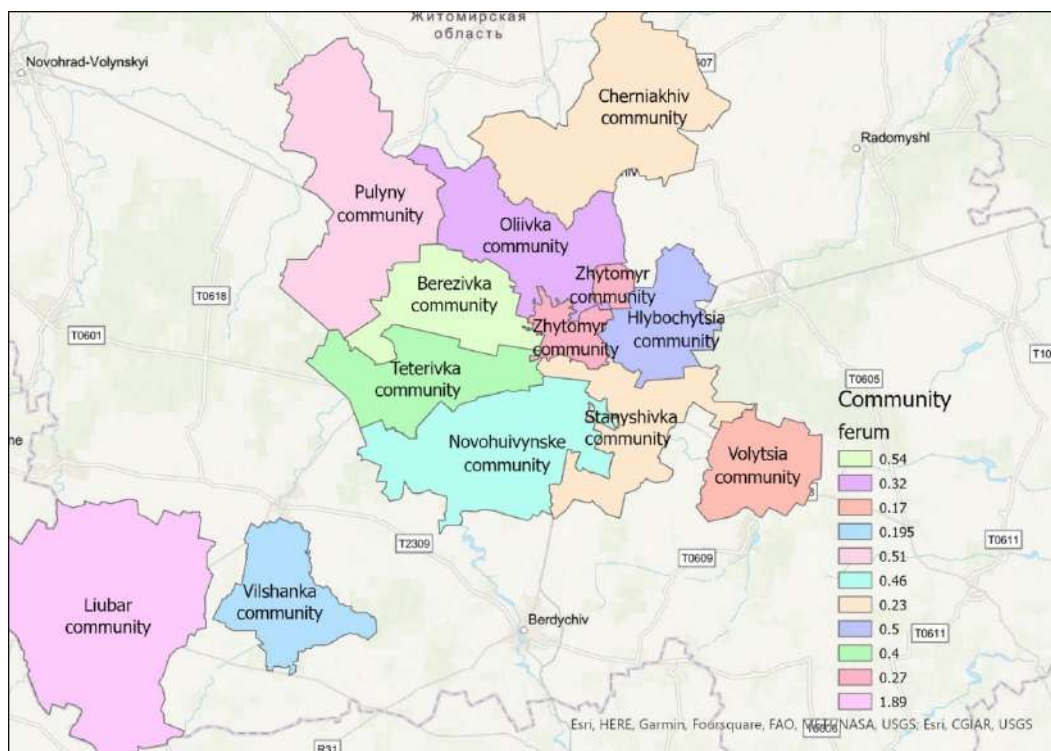 Житомирская
область
Novohrad-Volynskyi
Cherniakhiv
community
Radomyshl
Pulyny
community
Oliivka
community
Zhytomyr
community
Berezivka
community
T0618
Hlybochytsia
community
T0601
Zhytomyr
community
Teterivka
community
T0605
Community
ferum
Stanyshivka
community
Novohuivynske
community
Volytsia
community
0.54
0.32
0.17
0.195
0.51
0.46
0.23
0.5
0.4
0.27
1.89
T2309
T0609
T0611
Vilshanka
community
Liubar
community
Berdychiv
T0611
Esri, HERE, Garmin, Foursquare, FAO, METI/NASA, USGS; Esri, CGIAR, USGS
R31
T0606